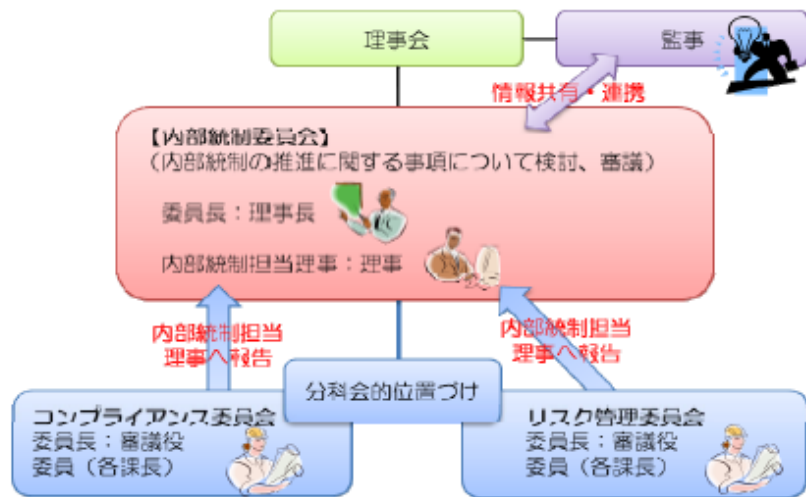 理事会
監事
情報共有・連携
【内部統制委員会】
（内部統制の推進に関する事項について検討、審議）
委員長：理事長
内部統制担当理事：理事
内部統制担当
理事へ報告
内部統制担当
理事へ報告
分科会的位置づけ
コンプライアンス委員会
委員長：審議役
委員（各課長）
リスク管理委員会
委員長：審議役
委員（各課長）